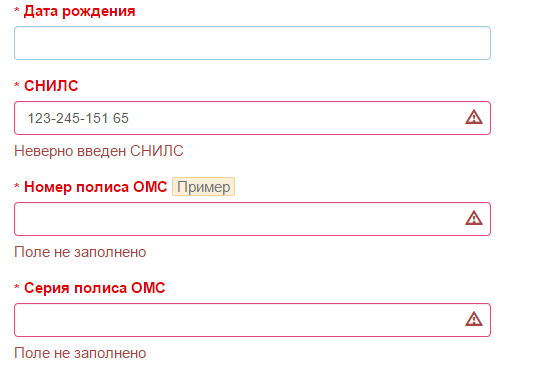 * Дата рождения
* СНИЛС
123-245-151 65
Неверно введен СНИЛС
* Номер полиса ОМС Пример
Поле не заполнено
* Серия полиса ОМС
Поле не заполнено